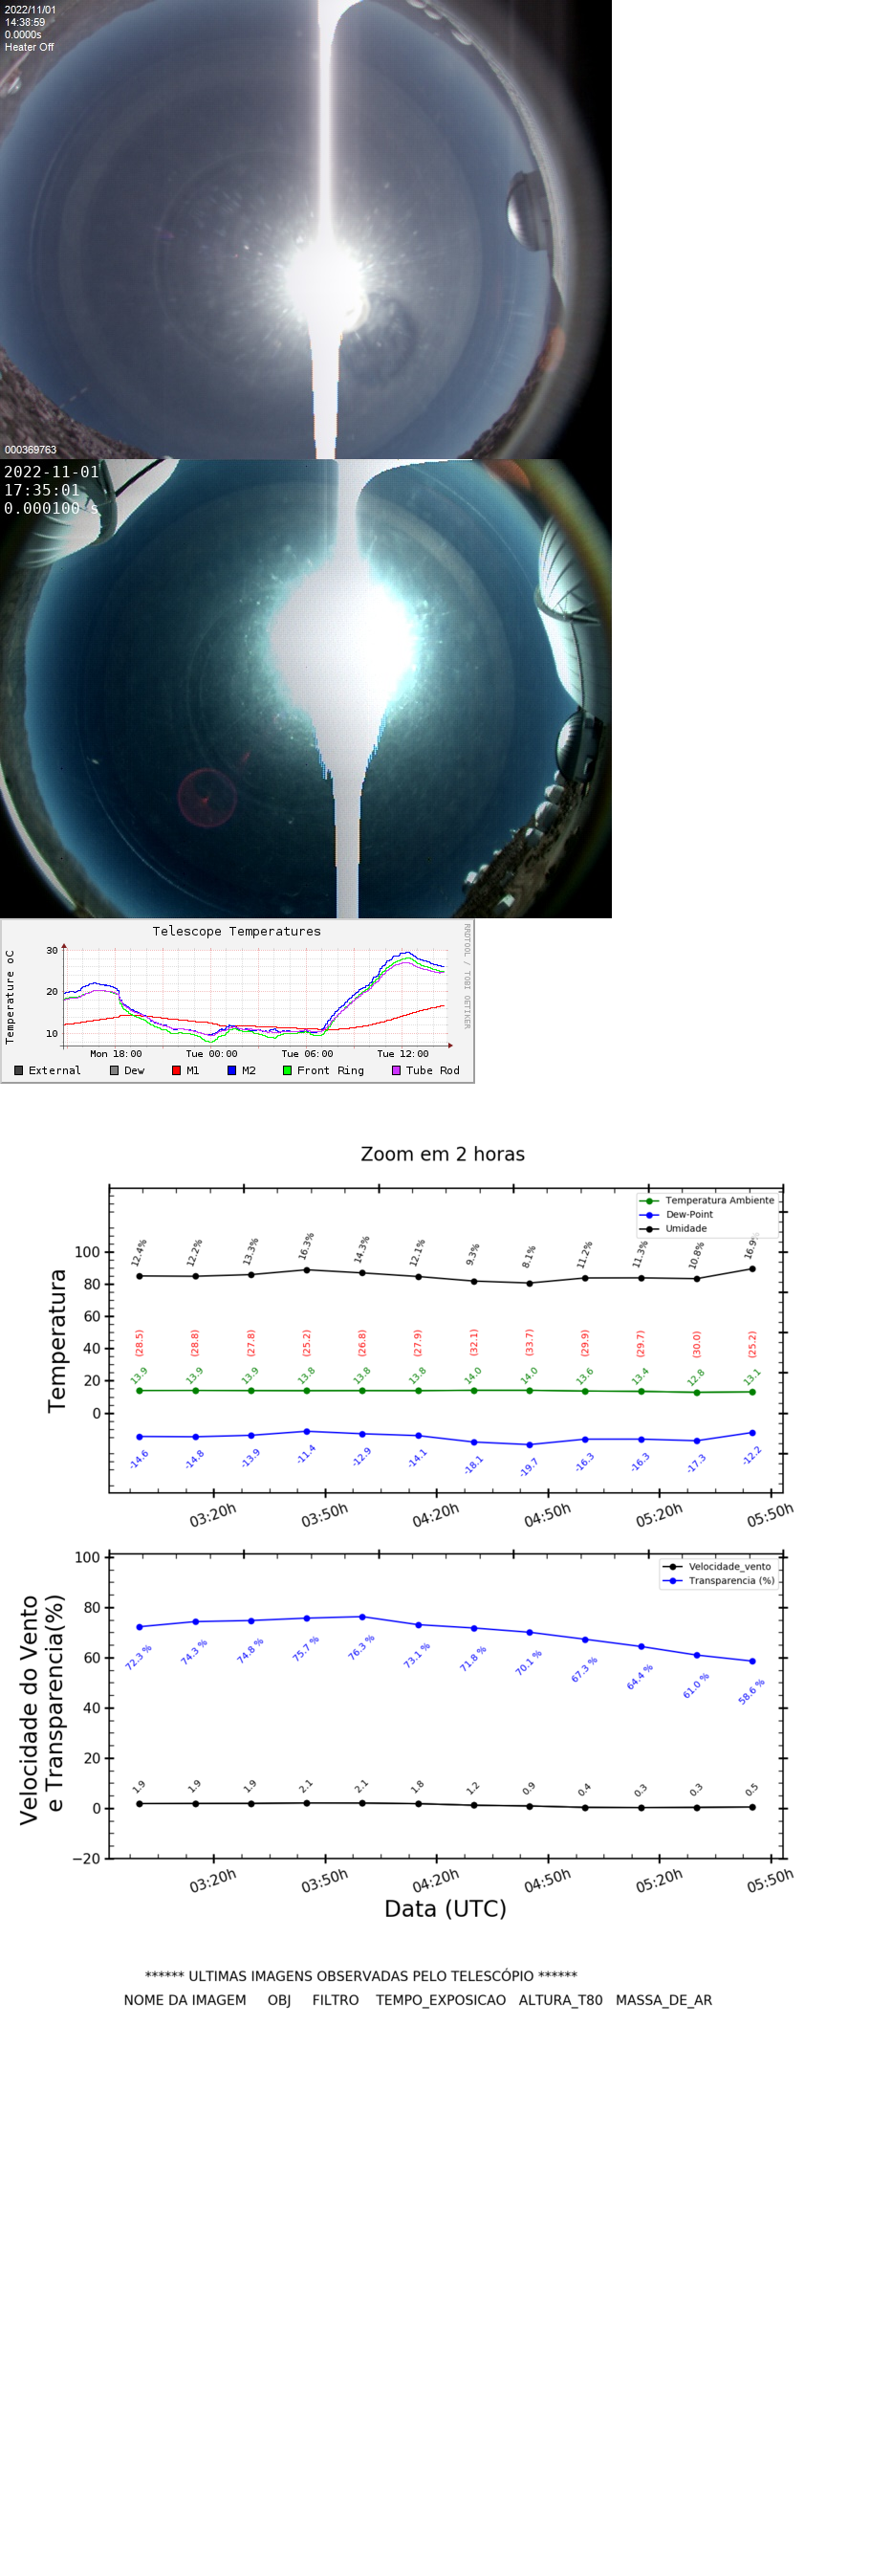 2022/11/01
14:38:59
0.0000s
Heater Off
000369763
2022-11-01
17:35:01
0.000100 s
Telescope Temperatures
RRDTOOL / TOBI OETIKER
Temperature oC
30
20
10
Mon 18:00 Tue 00:00 Tue 06:00 Tue 12:00
External Dew M1 M2 Front Ring Tube Rod
Zoom em 2 horas
Temperatura Ambiente
Dew-Point
Umidade
Temperatura
100
80
60
40
20
0
12.4% 12.2% 13.3% 16.3% 14.3% 12.1% 9.3% 8.1% 11.2% 11.3% 10.8% 16.9%
(28.5) (28.8) (27.8) (25.2) (26.8) (27.9) (32.1) (33.7) (29.9) (29.7) (30.0) (25.2)
13.9 13.9 13.9 13.8 13.8 13.8 14.0 14.0 13.6 13.4 12.8 13.1
-14.6 -14.8 -13.9 -11.4 -12.9 -14.1 -18.1 -19.7 -16.3 -16.3 -17.3 -12.2
03:20h 03:50h 04:20h 04:50h 05:20h 05:50h
Velocidade_vento
Transparencia (%)
Velocidade do Vento
e Transparencia(%)
100
80
60
40
20
0
−20
72.3 % 74.3 % 74.8 % 75.7 % 76.3 % 73.1 % 71.8 % 70.1 % 67.3 % 64.4 % 61.0 % 58.6 %
1.9 1.9 1.9 2.1 2.1 1.8 1.2 0.9 0.4 0.3 0.3 0.5
03:20h 03:50h 04:20h 04:50h 05:20h 05:50h
Data (UTC)
****** ULTIMAS IMAGENS OBSERVADAS PELO TELESCÓPIO ******
NOME DA IMAGEM OBJ FILTRO TEMPO_EXPOSICAO ALTURA_T80 MASSA_DE_AR